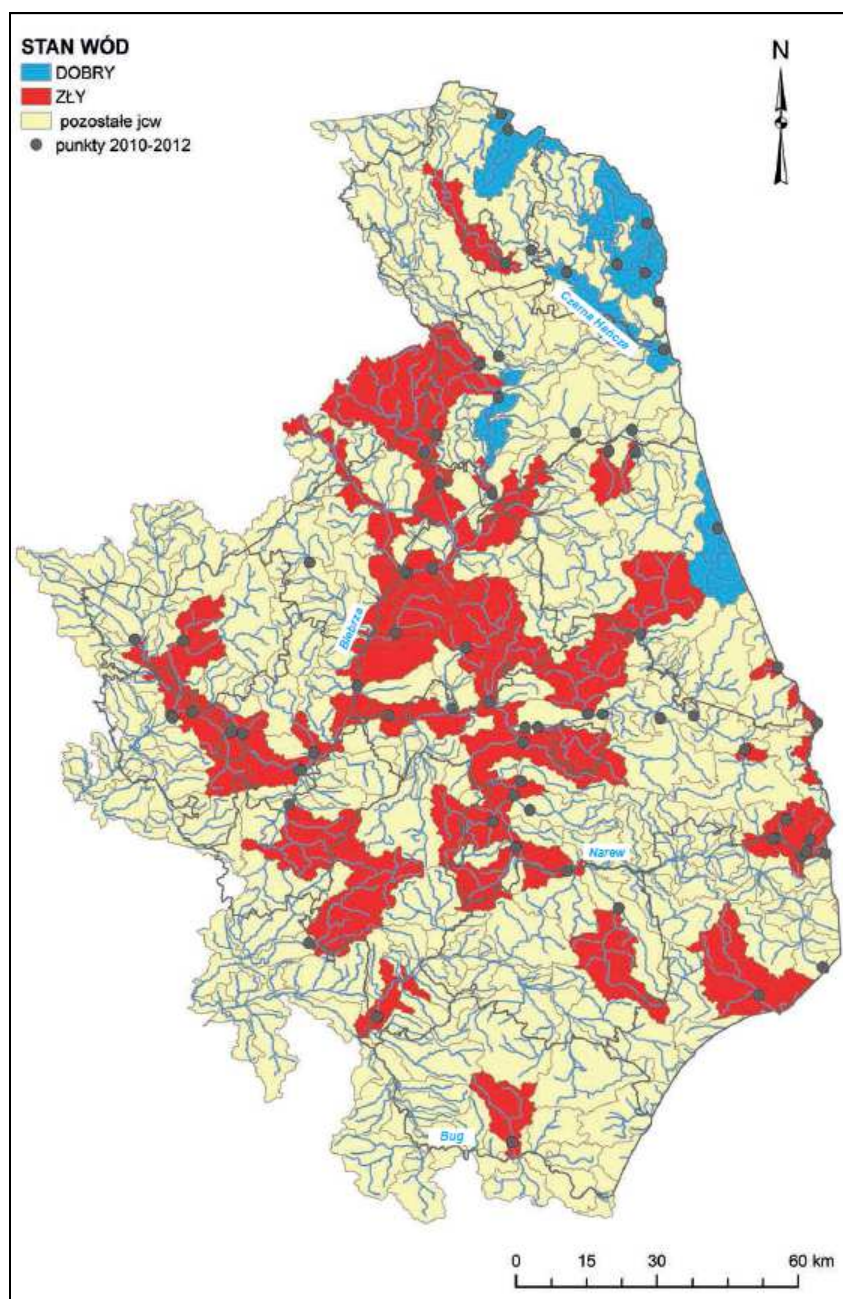 STAN WÓD
DOBRY
ZŁY
pozostałe jcw
punkty 2010-2012
N
Czarna Hańcza
Biebrza
Narew
Bug
0 15 30 60 km